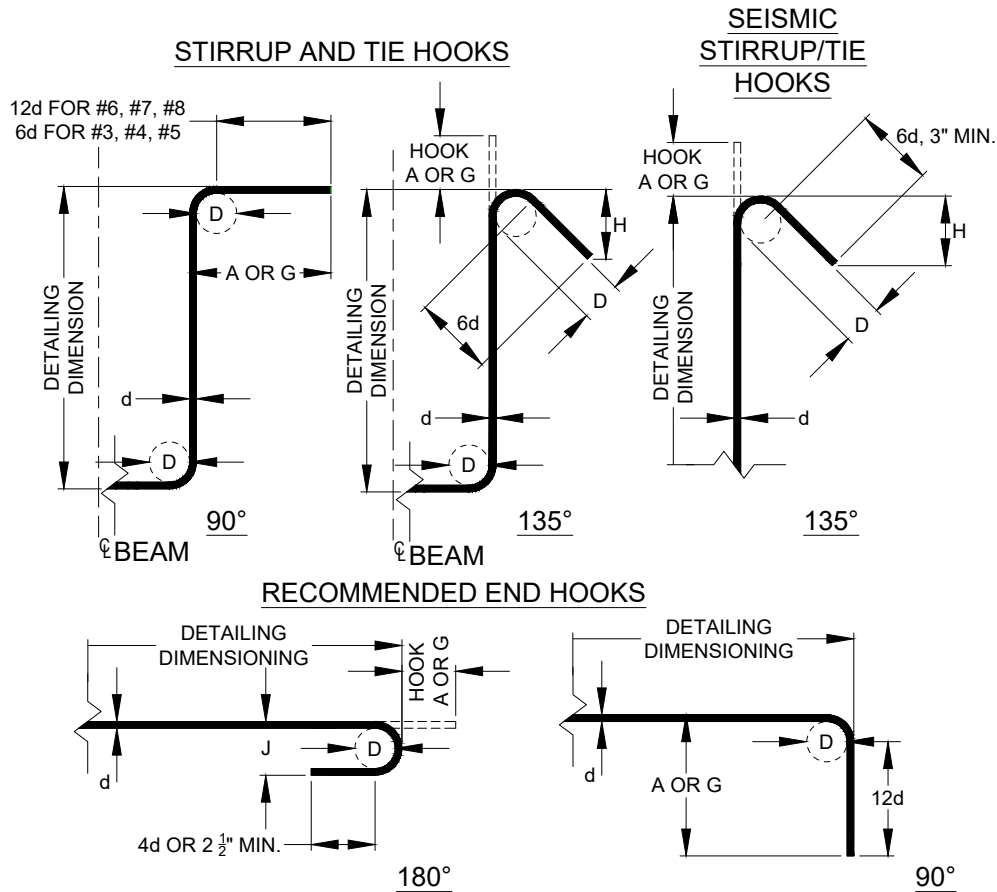 STIRRUP AND TIE HOOKS
12d FOR #6, #7, #8
6d FOR #3, #4, #5
D
A OR G
DETAILING
DIMENSION
d
D
90°
℄ BEAM
HOOK
A OR G
H
D
6d
DETAILING
DIMENSION
d
D
135°
℄ BEAM
SEISMIC
STIRRUP/TIE
HOOKS
HOOK
A OR G
6d, 3" MIN.
H
D
DETAILING
DIMENSION
d
135°
RECOMMENDED END HOOKS
DETAILING
DIMENSIONING
HOOK
A OR G
J
D
d
4d OR 2 ½" MIN.
180°
DETAILING
DIMENSIONING
D
d
A OR G
12d
90°